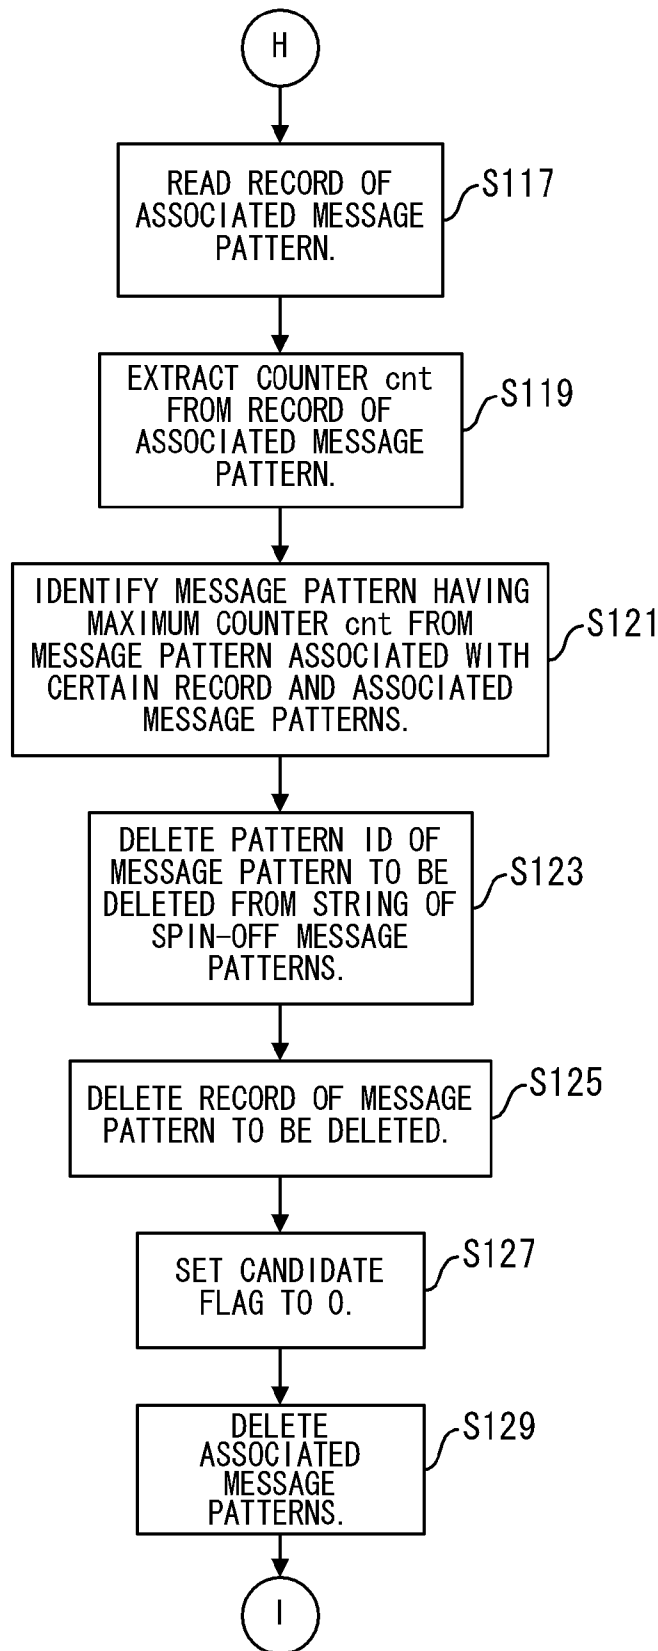 H
READ RECORD OF
ASSOCIATED MESSAGE
PATTERN.
S117
EXTRACT COUNTER cnt
FROM RECORD OF
ASSOCIATED MESSAGE
PATTERN.
S119
IDENTIFY MESSAGE PATTERN HAVING
MAXIMUM COUNTER cnt FROM
MESSAGE PATTERN ASSOCIATED WITH
CERTAIN RECORD AND ASSOCIATED
MESSAGE PATTERNS.
S121
DELETE PATTERN ID OF
MESSAGE PATTERN TO BE
DELETED FROM STRING OF
SPIN-OFF MESSAGE
PATTERNS.
S123
DELETE RECORD OF MESSAGE
PATTERN TO BE DELETED.
S125
SET CANDIDATE
FLAG TO 0.
S127
DELETE
ASSOCIATED
MESSAGE
PATTERNS.
S129
I